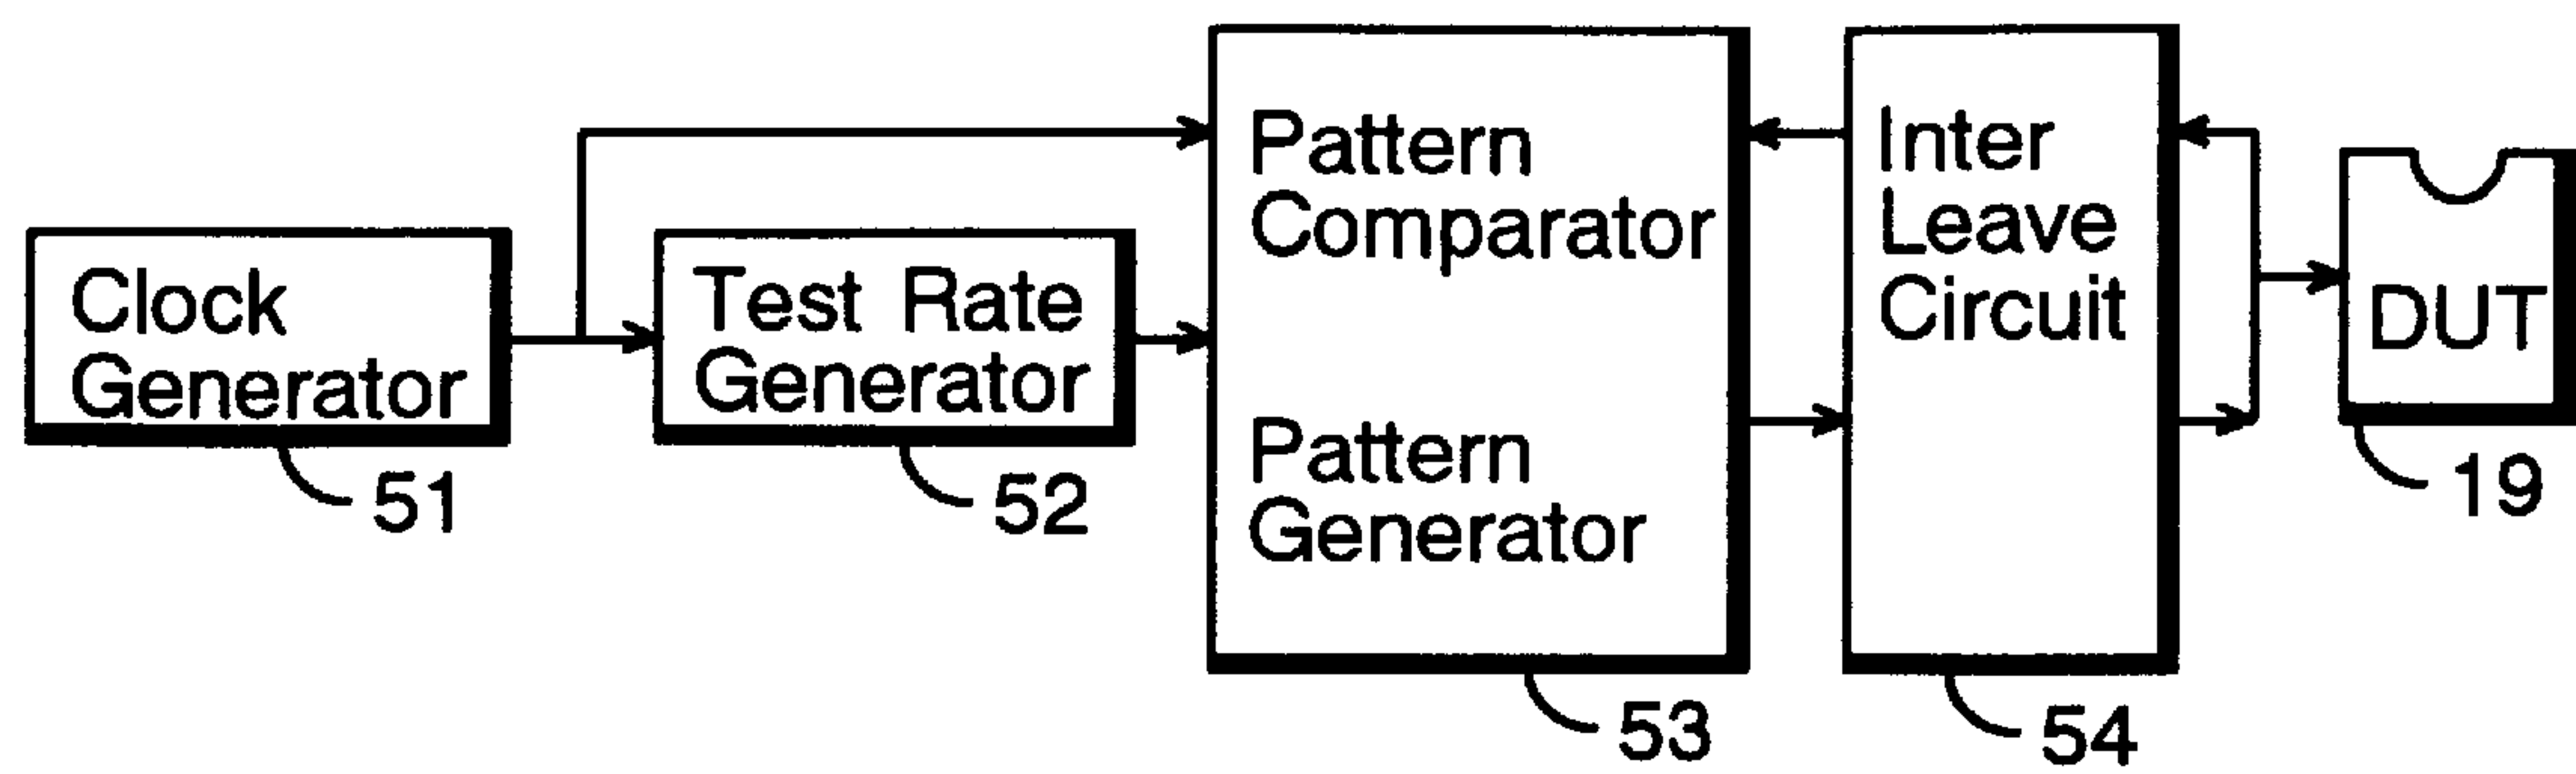 Clock
Generator
51
Test Rate
Generator
52
Pattern
Comparator
Pattern
Generator
53
Inter
Leave
Circuit
54
DUT
19